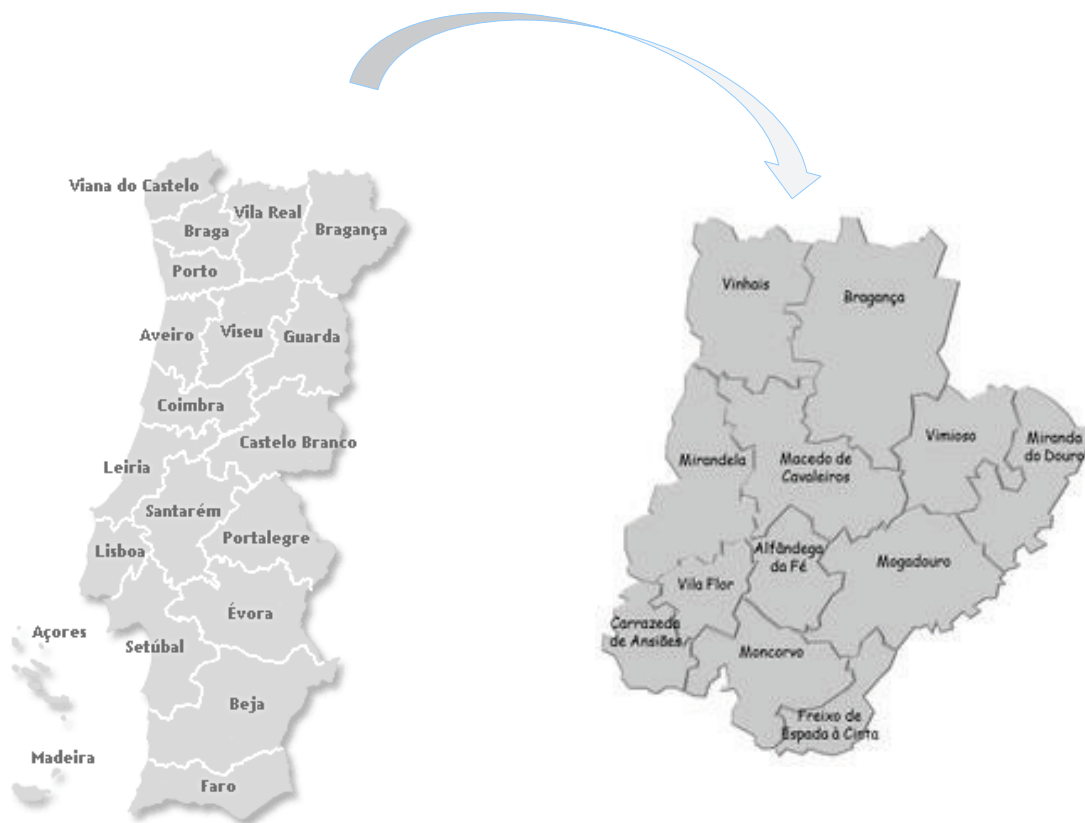 Viana do Castelo
Vila Real
Bragança
Braga
Porto
Aveiro
Viseu
Guarda
Coimbra
Castelo Branco
Leiria
Santarém
Portalegre
Lisboa
Évora
Açores
Setúbal
Beja
Madeira
Faro
Vinhais
Bragança
Vimioso
Miranda
do Douro
Mirandela
Macedo de
Cavaleiros
Alfândega
da Fé
Mogadouro
Vila Flor
Carrazeda
de Ansiões
Moncorvo
Freixo de
Espada à Cinta